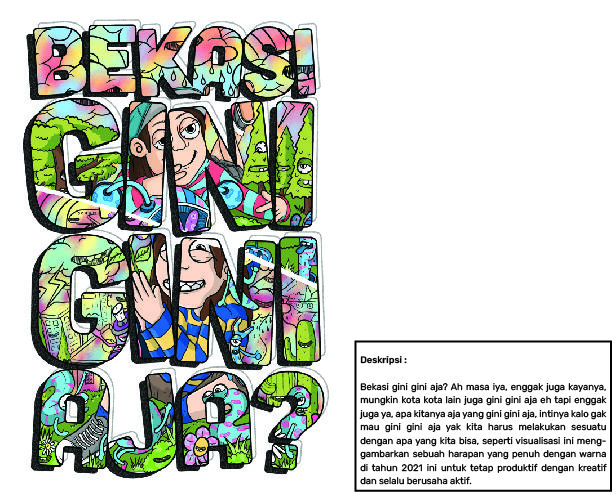 BEKASI
GINI
GINI
AJA?
Deskripsi :
Bekasi gini gini aja? Ah masa iya, enggak juga kayanya,
mungkin kota kota lain juga gini gini aja eh tapi enggak
juga ya, apa kitanya aja yang gini gini aja, intinya kalo gak
mau gini gini aja yak kita harus melakukan sesuatu
dengan apa yang kita bisa, seperti visualisasi ini meng-
gambarkan sebuah harapan yang penuh dengan warna
di tahun 2021 ini untuk tetap produktif dengan kreatif
dan selalu berusaha aktif.